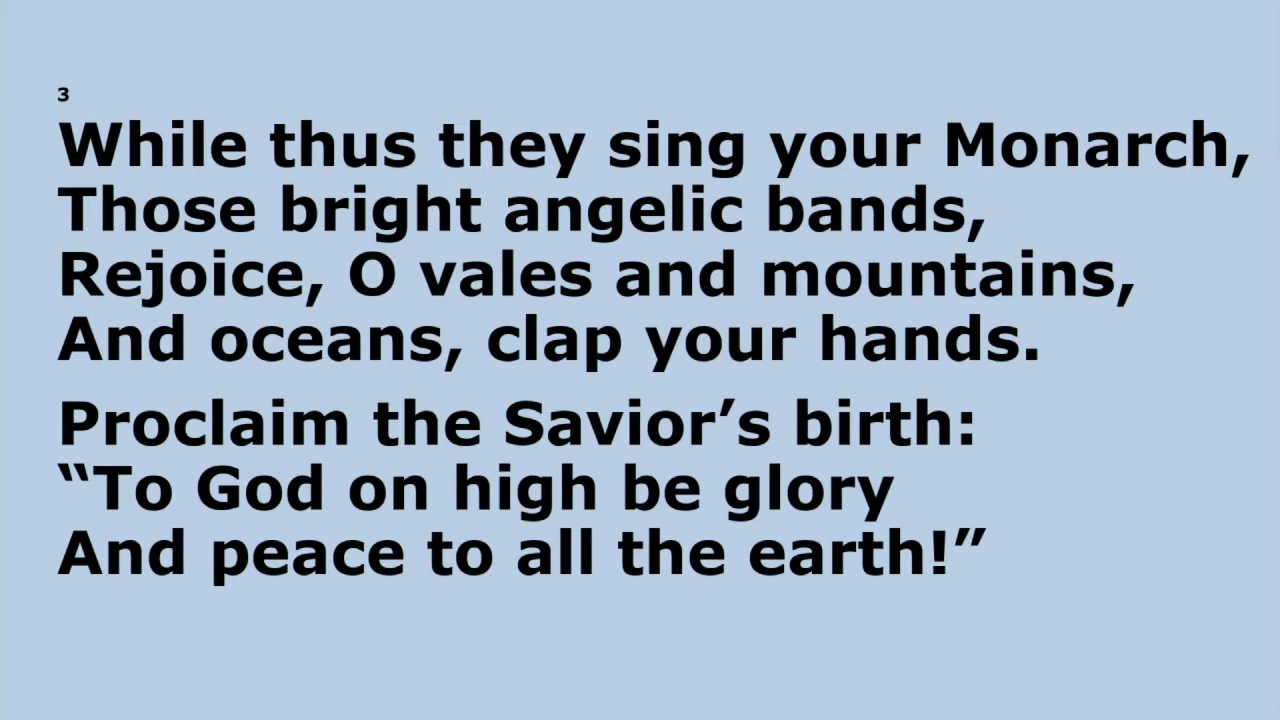 3
While thus they sing your Monarch,
Those bright angelic bands,
Rejoice, O vales and mountains,
And oceans, clap your hands.
Proclaim the Savior’s birth:
“To God on high be glory
And peace to all the earth!”